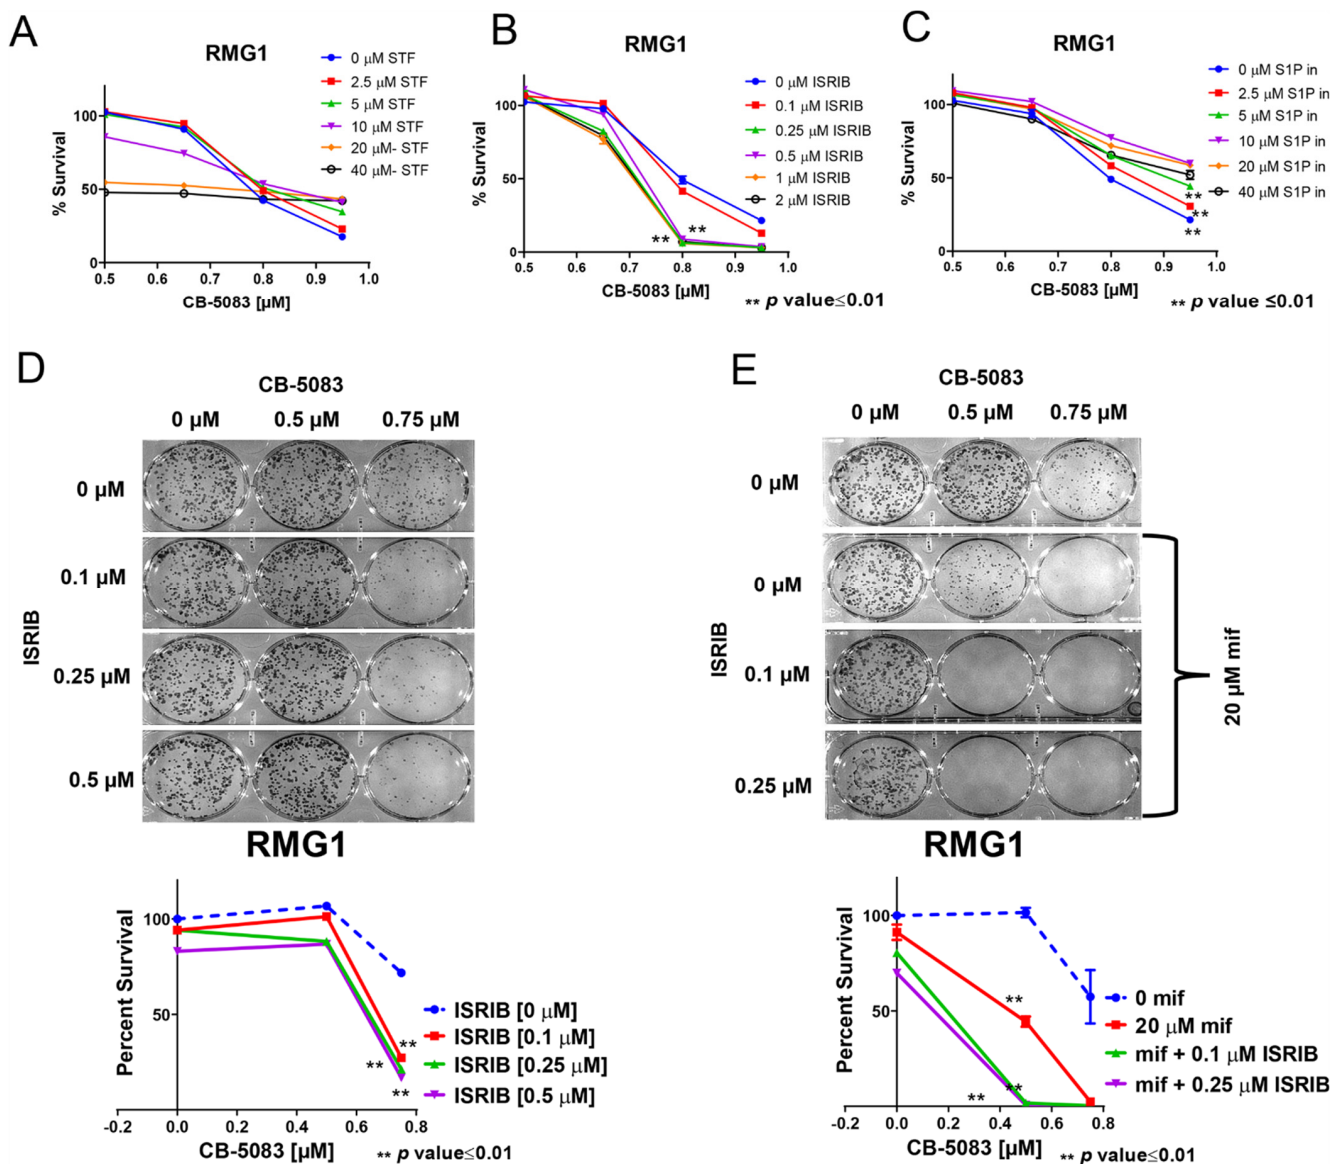 A
RMG1
0 µM STF
2.5 µM STF
5 µM STF
10 µM STF
20 µM- STF
40 µM- STF
% Survival
100
50
0
0.5 0.6 0.7 0.8 0.9 1.0
CB-5083 [µM]
B
RMG1
0 µM ISRIB
0.1 µM ISRIB
0.25 µM ISRIB
0.5 µM ISRIB
1 µM ISRIB
2 µM ISRIB
% Survival
100
50
0
** **
0.5 0.6 0.7 0.8 0.9 1.0
CB-5083 [µM]
** p value≤0.01
C
RMG1
0 µM S1P in
2.5 µM S1P in
5 µM S1P in
10 µM S1P in
20 µM S1P in
40 µM S1P in
% Survival
100
50
0
**
**
**
0.5 0.6 0.7 0.8 0.9 1.0
CB-5083 [µM]
** p value ≤0.01
D
CB-5083
0 µM 0.5 µM 0.75 µM
ISRIB
0 µM
0.1 µM
0.25 µM
0.5 µM
RMG1
Percent Survival
100
50
ISRIB [0 µM]
ISRIB [0.1 µM]
ISRIB [0.25 µM]
ISRIB [0.5 µM]
**
**
**
-0.2 0.0 0.2 0.4 0.6 0.8
CB-5083 [µM]
** p value≤0.01
E
CB-5083
0 µM 0.5 µM 0.75 µM
ISRIB
0 µM
0 µM
0.1 µM
0.25 µM
20 µM mif
RMG1
Percent Survival
100
50
0 mif
20 µM mif
mif + 0.1 µM ISRIB
mif + 0.25 µM ISRIB
**
**
**
-0.2 0.0 0.2 0.4 0.6 0.8
CB-5083 [µM]
** p value≤0.01